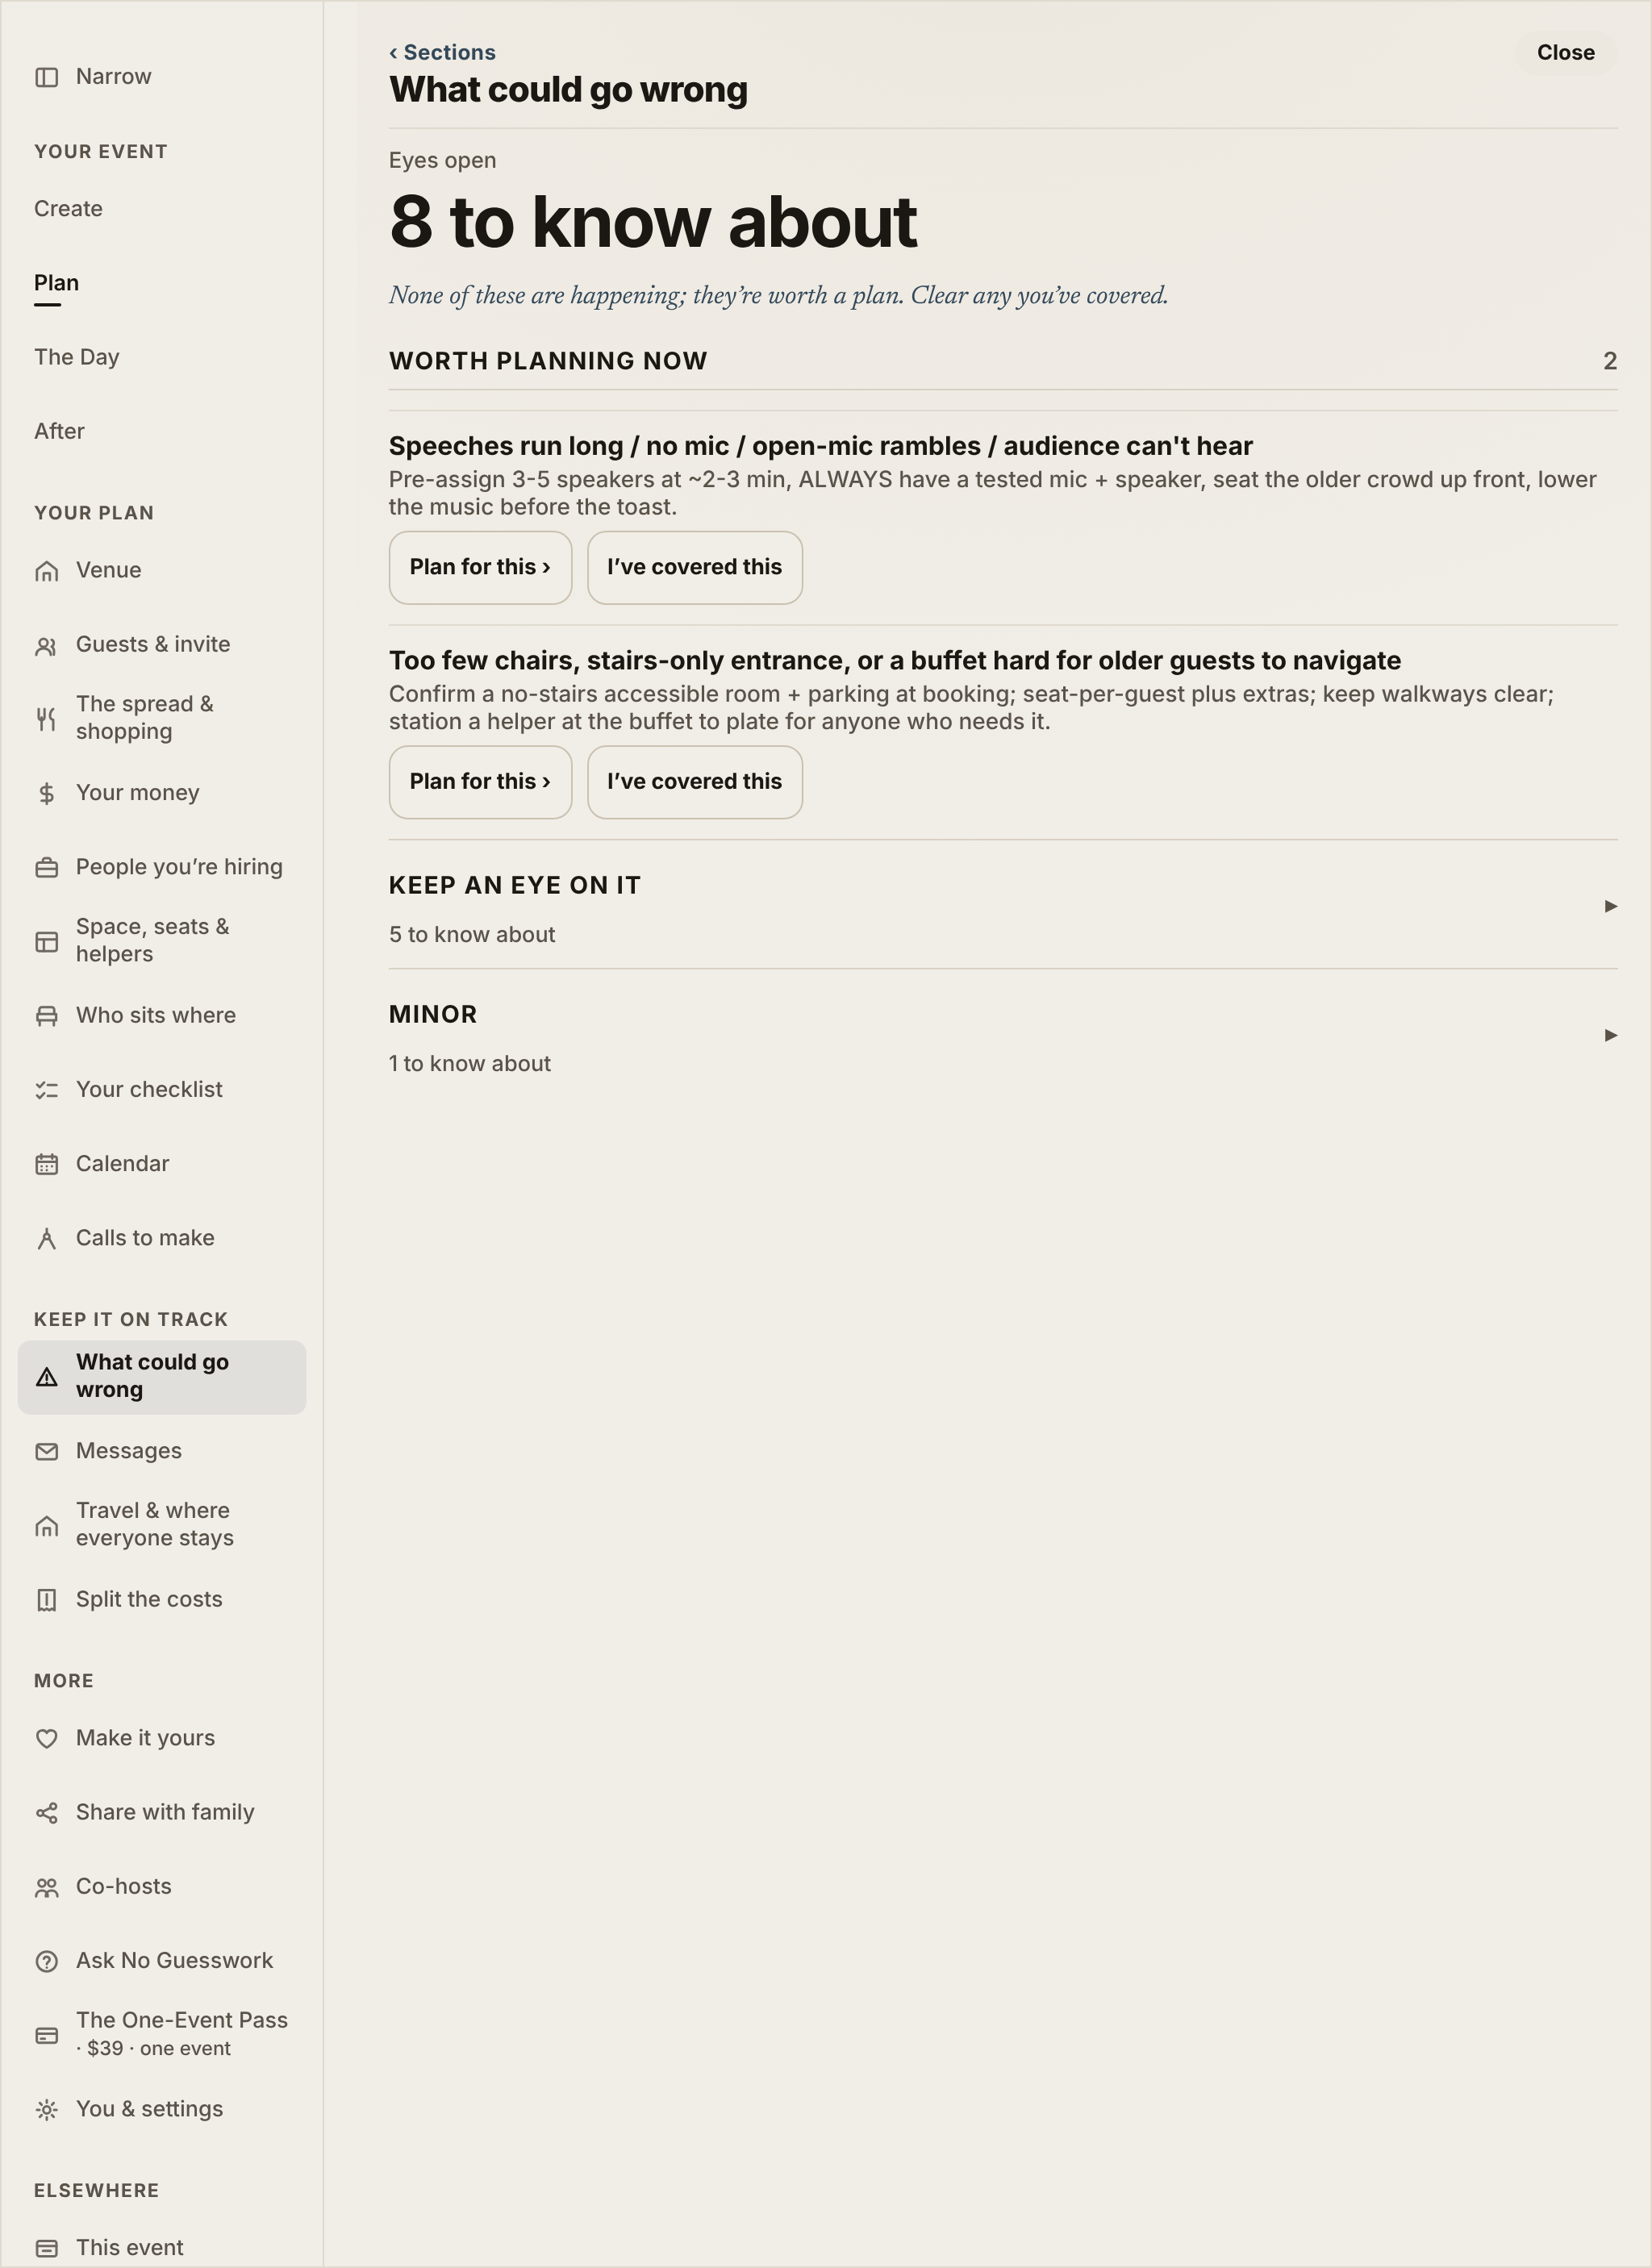 Narrow
YOUR EVENT
Create
Plan
The Day
After
YOUR PLAN
Venue
Guests & invite
The spread &
shopping
Your money
People you’re hiring
Space, seats &
helpers
Who sits where
Your checklist
Calendar
Calls to make
KEEP IT ON TRACK
What could go
wrong
Messages
Travel & where
everyone stays
Split the costs
MORE
Make it yours
Share with family
Co-hosts
Ask No Guesswork
The One-Event Pass
· $39 · one event
You & settings
ELSEWHERE
This event
‹ Sections
Close
What could go wrong
Eyes open
8 to know about
None of these are happening; they’re worth a plan. Clear any you’ve covered.
WORTH PLANNING NOW 2
Speeches run long / no mic / open-mic rambles / audience can't hear
Pre-assign 3-5 speakers at ~2-3 min, ALWAYS have a tested mic + speaker, seat the older crowd up front, lower
the music before the toast.
Plan for this › I’ve covered this
Too few chairs, stairs-only entrance, or a buffet hard for older guests to navigate
Confirm a no-stairs accessible room + parking at booking; seat-per-guest plus extras; keep walkways clear;
station a helper at the buffet to plate for anyone who needs it.
Plan for this › I’ve covered this
KEEP AN EYE ON IT
5 to know about
MINOR
1 to know about